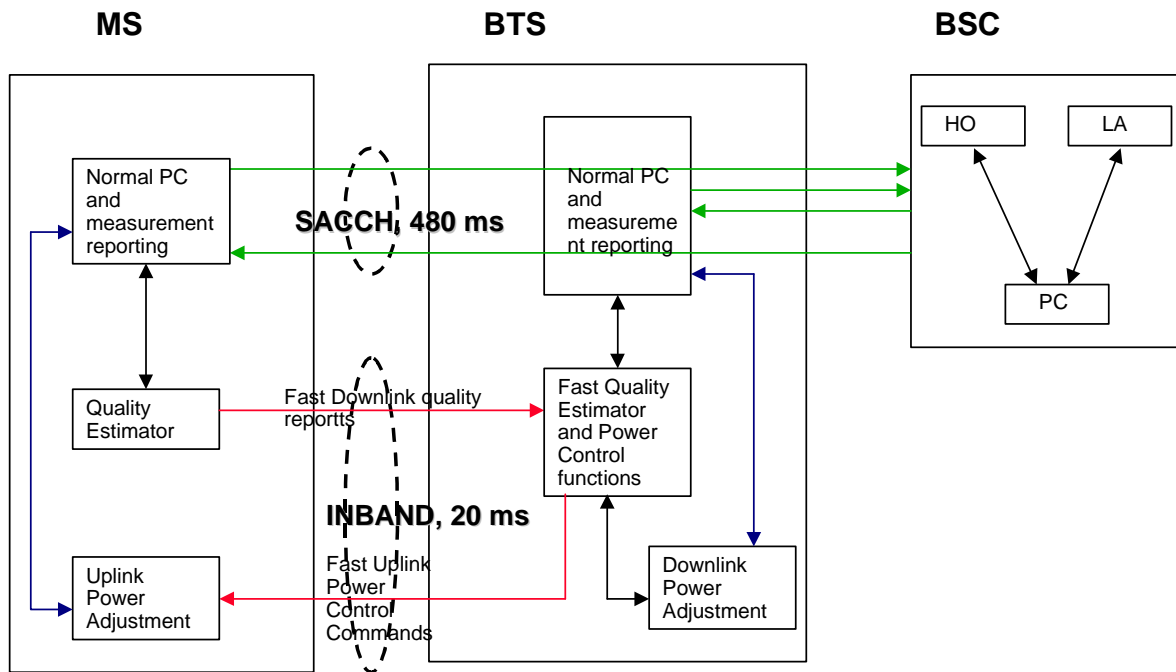 MS
BTS
BSC
HO
LA
Normal PC
and
measurement
reporting
SACCH, 480 ms
Normal PC
and
measureme
nt reporting
PC
Quality
Estimator
Fast Downlink quality
reportts
Fast Quality
Estimator
and Power
Control
functions
INBAND, 20 ms
Uplink
Power
Adjustment
Fast Uplink
Power
Control
Commands
Downlink
Power
Adjustment